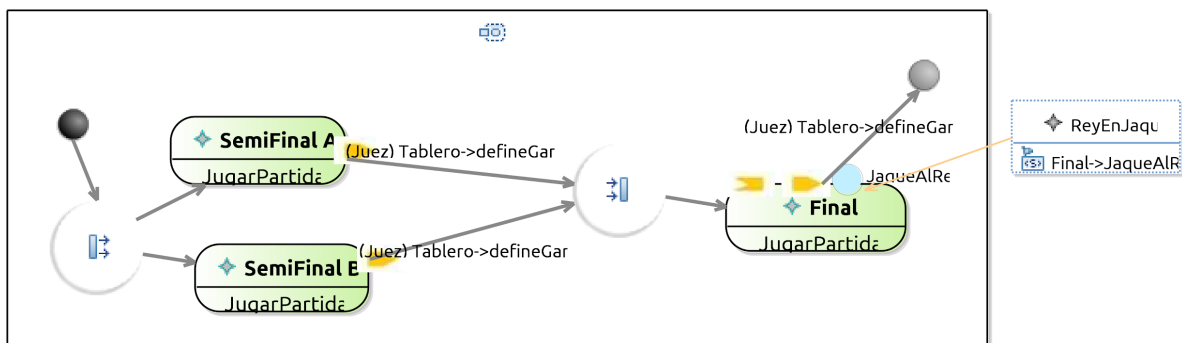 SemiFinal A
JugarPartida
(Juez) Tablero->defineGar
SemiFinal B
JugarPartida
(Juez) Tablero->defineGar
(Juez) Tablero->defineGar
JaqueAlRe
Final
JugarPartida
ReyEnJaqu
<S> Final->JaqueAlR